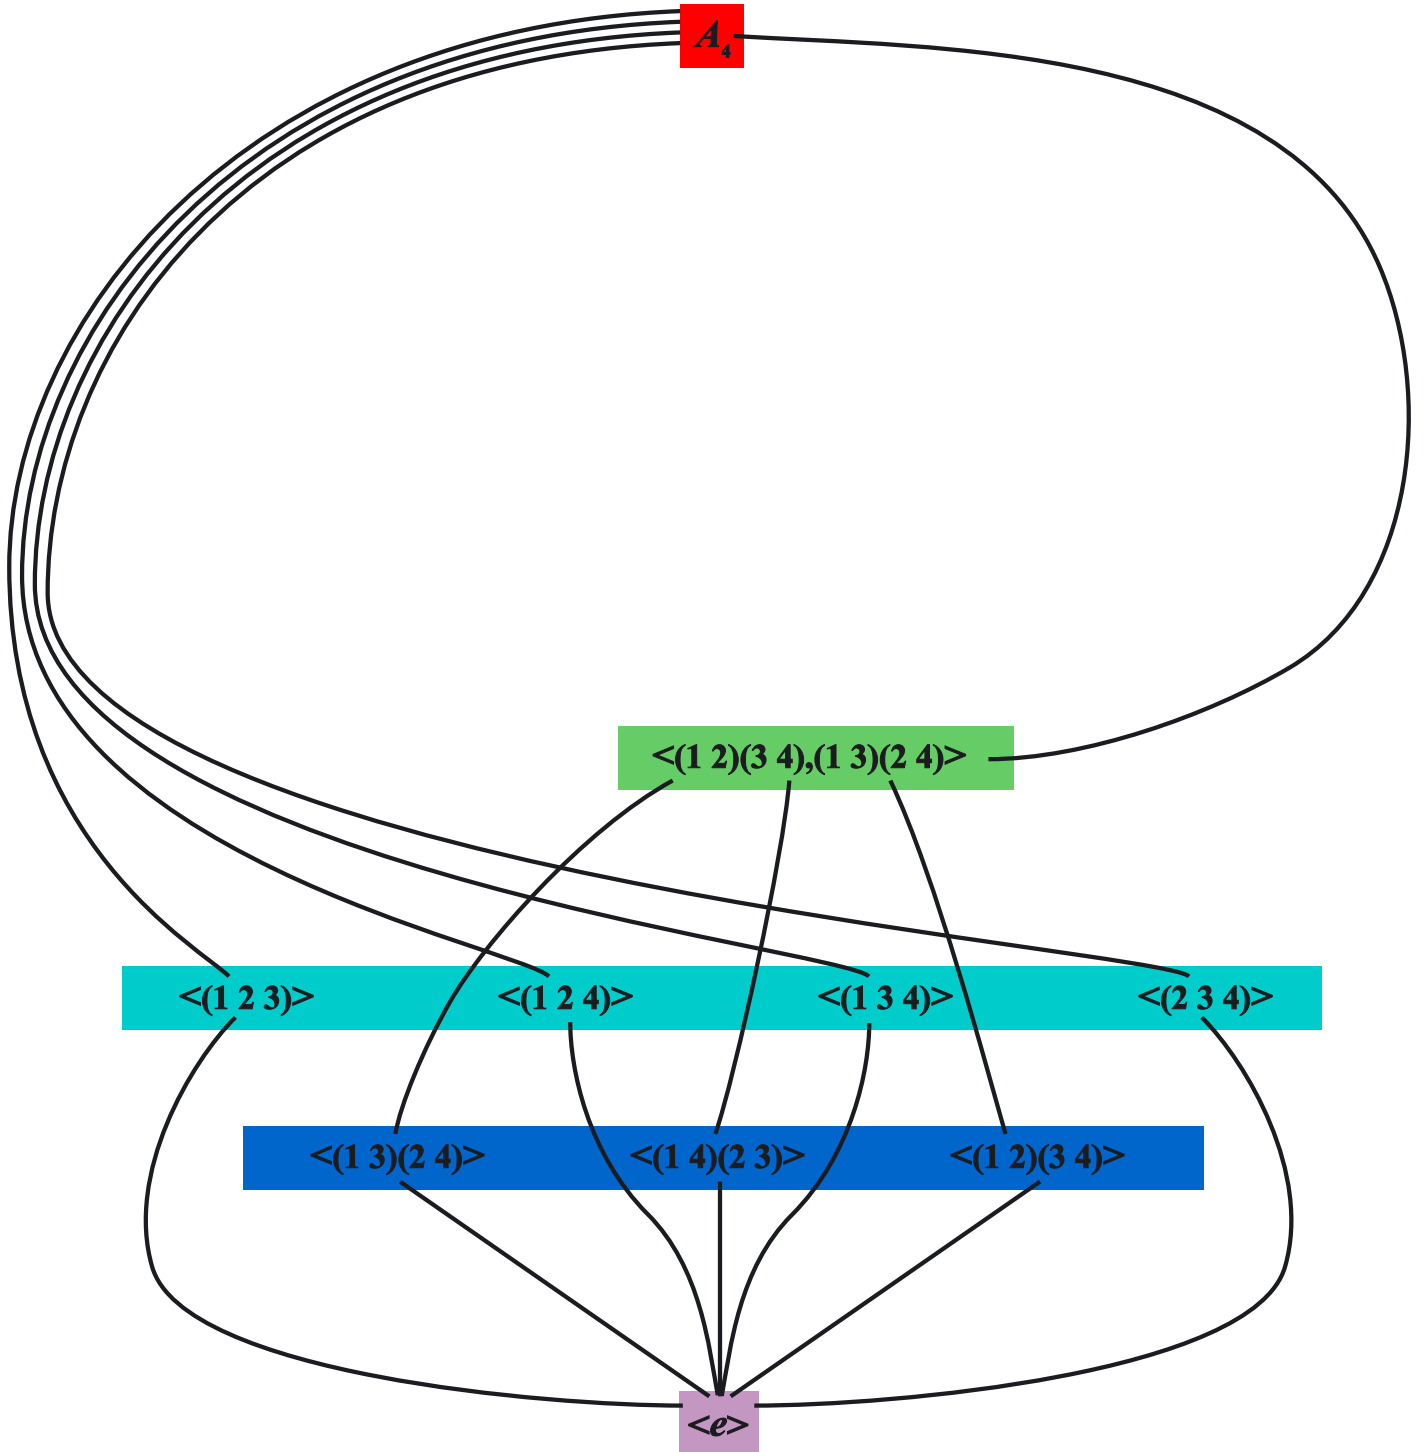 A₄
<(1 2)(3 4),(1 3)(2 4)>
<(1 2 3)> <(1 2 4)> <(1 3 4)> <(2 3 4)>
<(1 3)(2 4)> <(1 4)(2 3)> <(1 2)(3 4)>
<e>